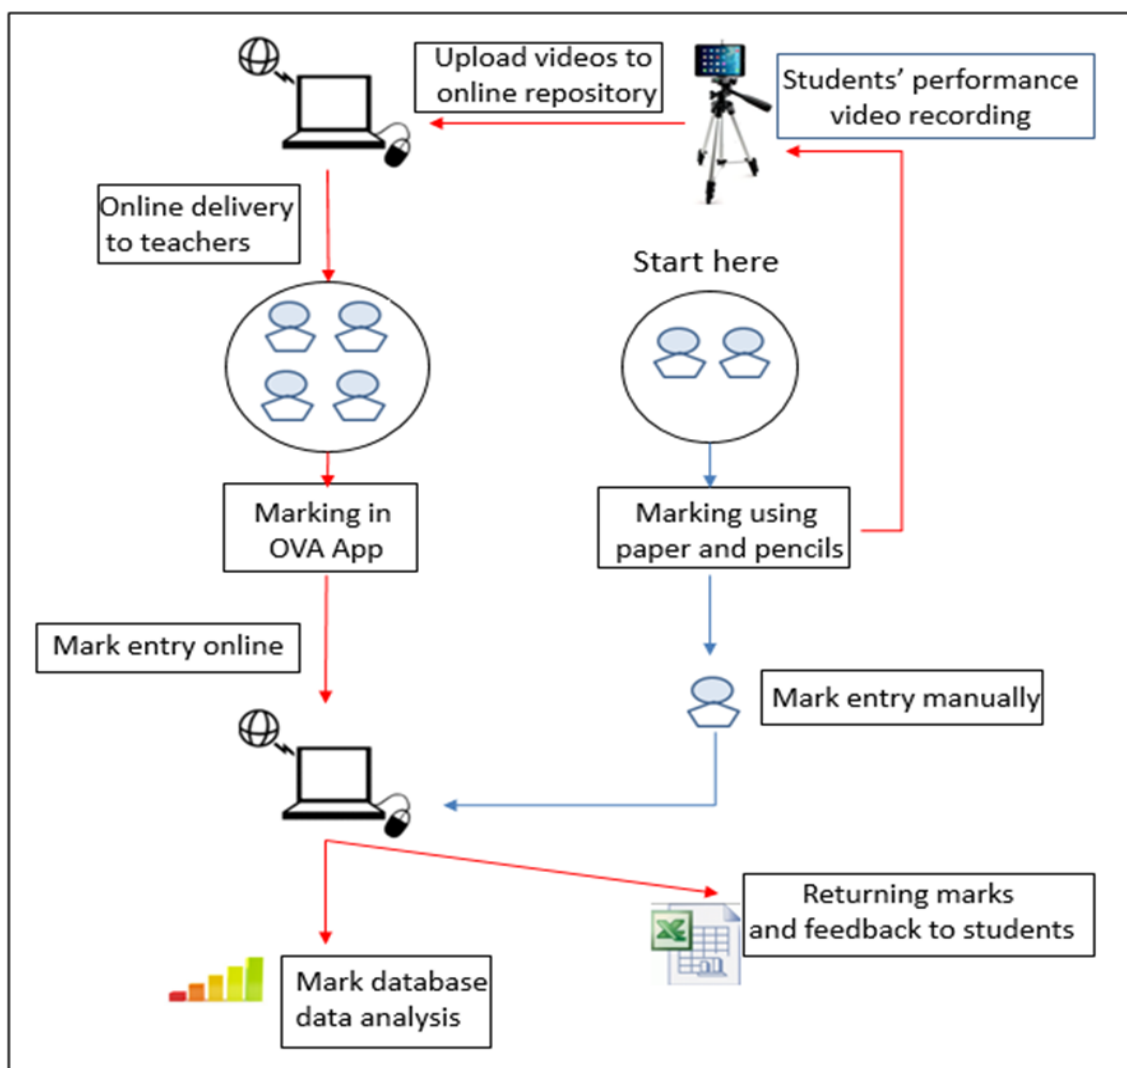 Upload videos to
online repository
Students’ performance
video recording
Online delivery
to teachers
Start here
Marking in
OVA App
Marking using
paper and pencils
Mark entry online
Mark entry manually
Returning marks
and feedback to students
Mark database
data analysis